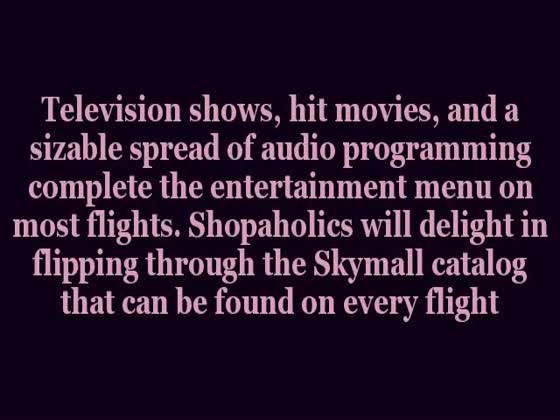 Television shows, hit movies, and a
sizable spread of audio programming
complete the entertainment menu on
most flights. Shopaholics will delight in
flipping through the Skymall catalog
that can be found on every flight